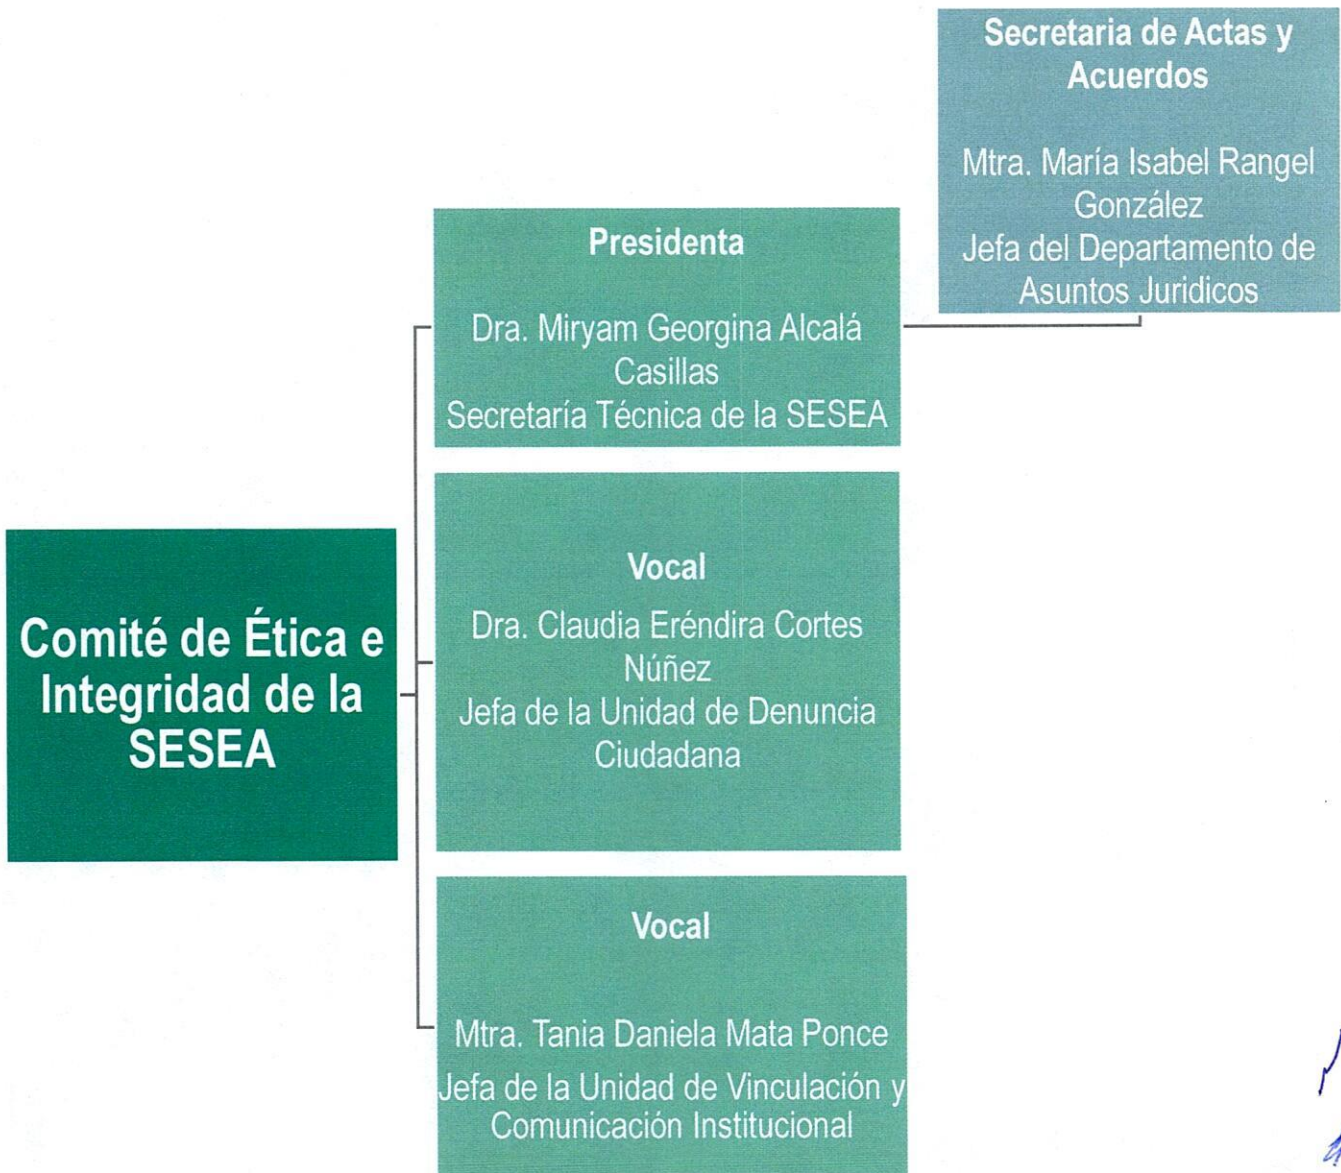 Secretaria de Actas y
Acuerdos
Mtra. María Isabel Rangel
González
Jefa del Departamento de
Asuntos Juridicos
Presidenta
Dra. Miryam Georgina Alcalá
Casillas
Secretaría Técnica de la SESEA
Comité de Ética e
Integridad de la
SESEA
Vocal
Dra. Claudia Eréndira Cortes
Núñez
Jefa de la Unidad de Denuncia
Ciudadana
Vocal
Mtra. Tania Daniela Mata Ponce
Jefa de la Unidad de Vinculación y
Comunicación Institucional